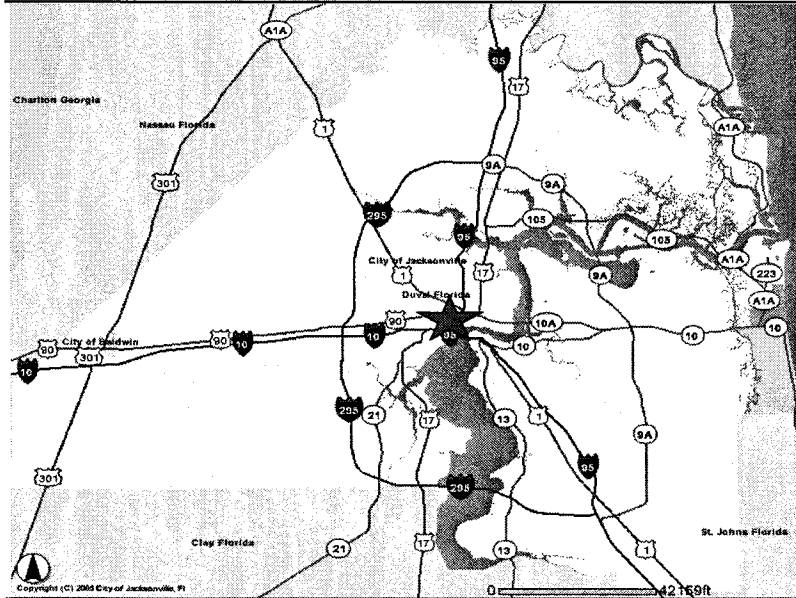 A1A
95
17
Charlton Georgia
Nassau Florida
1
A1A
301
9A
9A
295
105
95
105
City of Jacksonville
1
17
9A
A1A
223
Duval Florida
A1A
90
95
10A
10
10
90
City of Baldwin
90
301
10
10
10
295
21
17
13
1
9A
95
301
295
Clay Florida
St. Johns Florida
21
17
13
1
Copyright (C) 2005 City of Jacksonville, Fl
0 42159ft